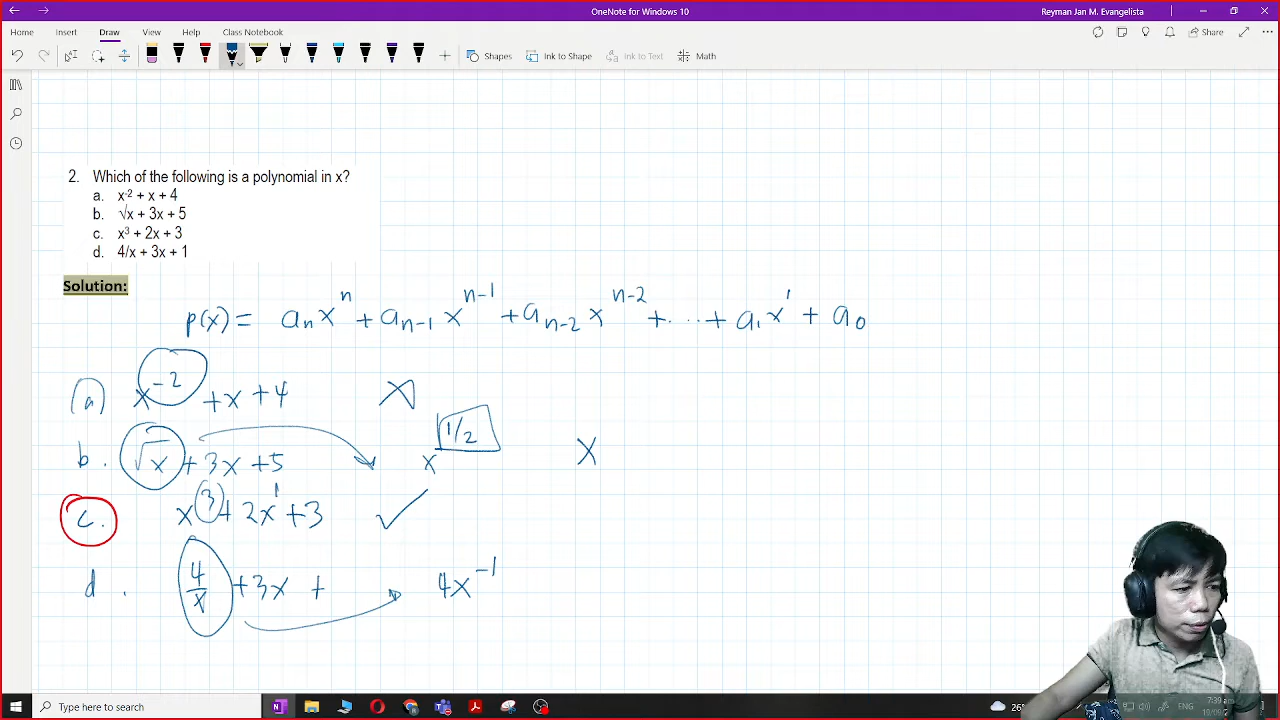 OneNote for Windows 10
Reyman Jan M. Evangelista
Home Insert Draw View Help Class Notebook
Share
Shapes Ink to Shape Ink to Text Math
2. Which of the following is a polynomial in x?
a. x⁻² + x + 4
b. √x + 3x + 5
c. x³ + 2x + 3
d. 4/x + 3x + 1
Solution:
p(x) = aₙxⁿ + aₙ₋₁xⁿ⁻¹ + aₙ₋₂xⁿ⁻² + ... + a₁x¹ + a₀
(a) x⁻² + x + 4 X
b. √x + 3x + 5 x^1/2 X
c. x³ + 2x¹ + 3 ✓
d. 4/x + 3x + 4x⁻¹
Type here to search
ENG
7:39